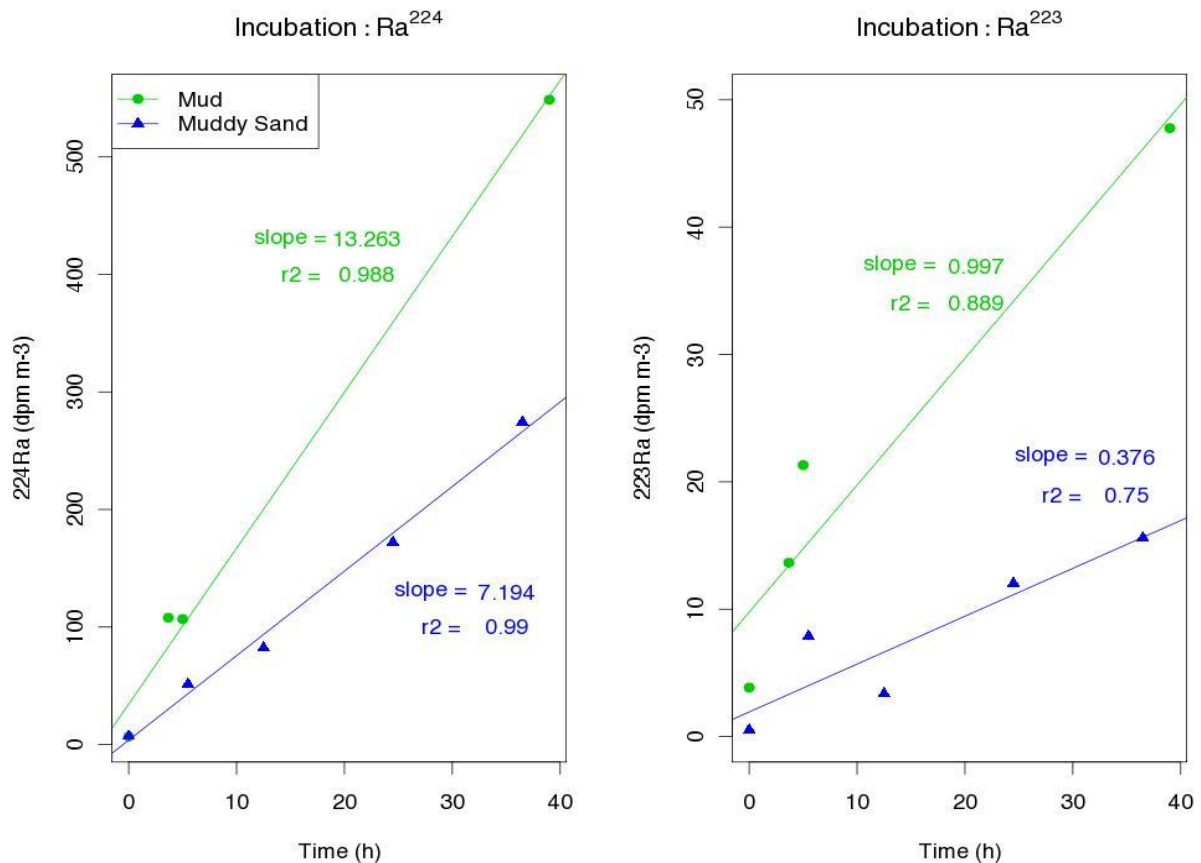 Incubation : Ra224
Mud
Muddy Sand
slope = 13.263
r2 = 0.988
slope = 7.194
r2 = 0.99
224Ra (dpm m-3)
0
100
200
300
400
500
0 10 20 30 40
Time (h)
Incubation : Ra223
slope = 0.997
r2 = 0.889
slope = 0.376
r2 = 0.75
223Ra (dpm m-3)
0
10
20
30
40
50
0 10 20 30 40
Time (h)